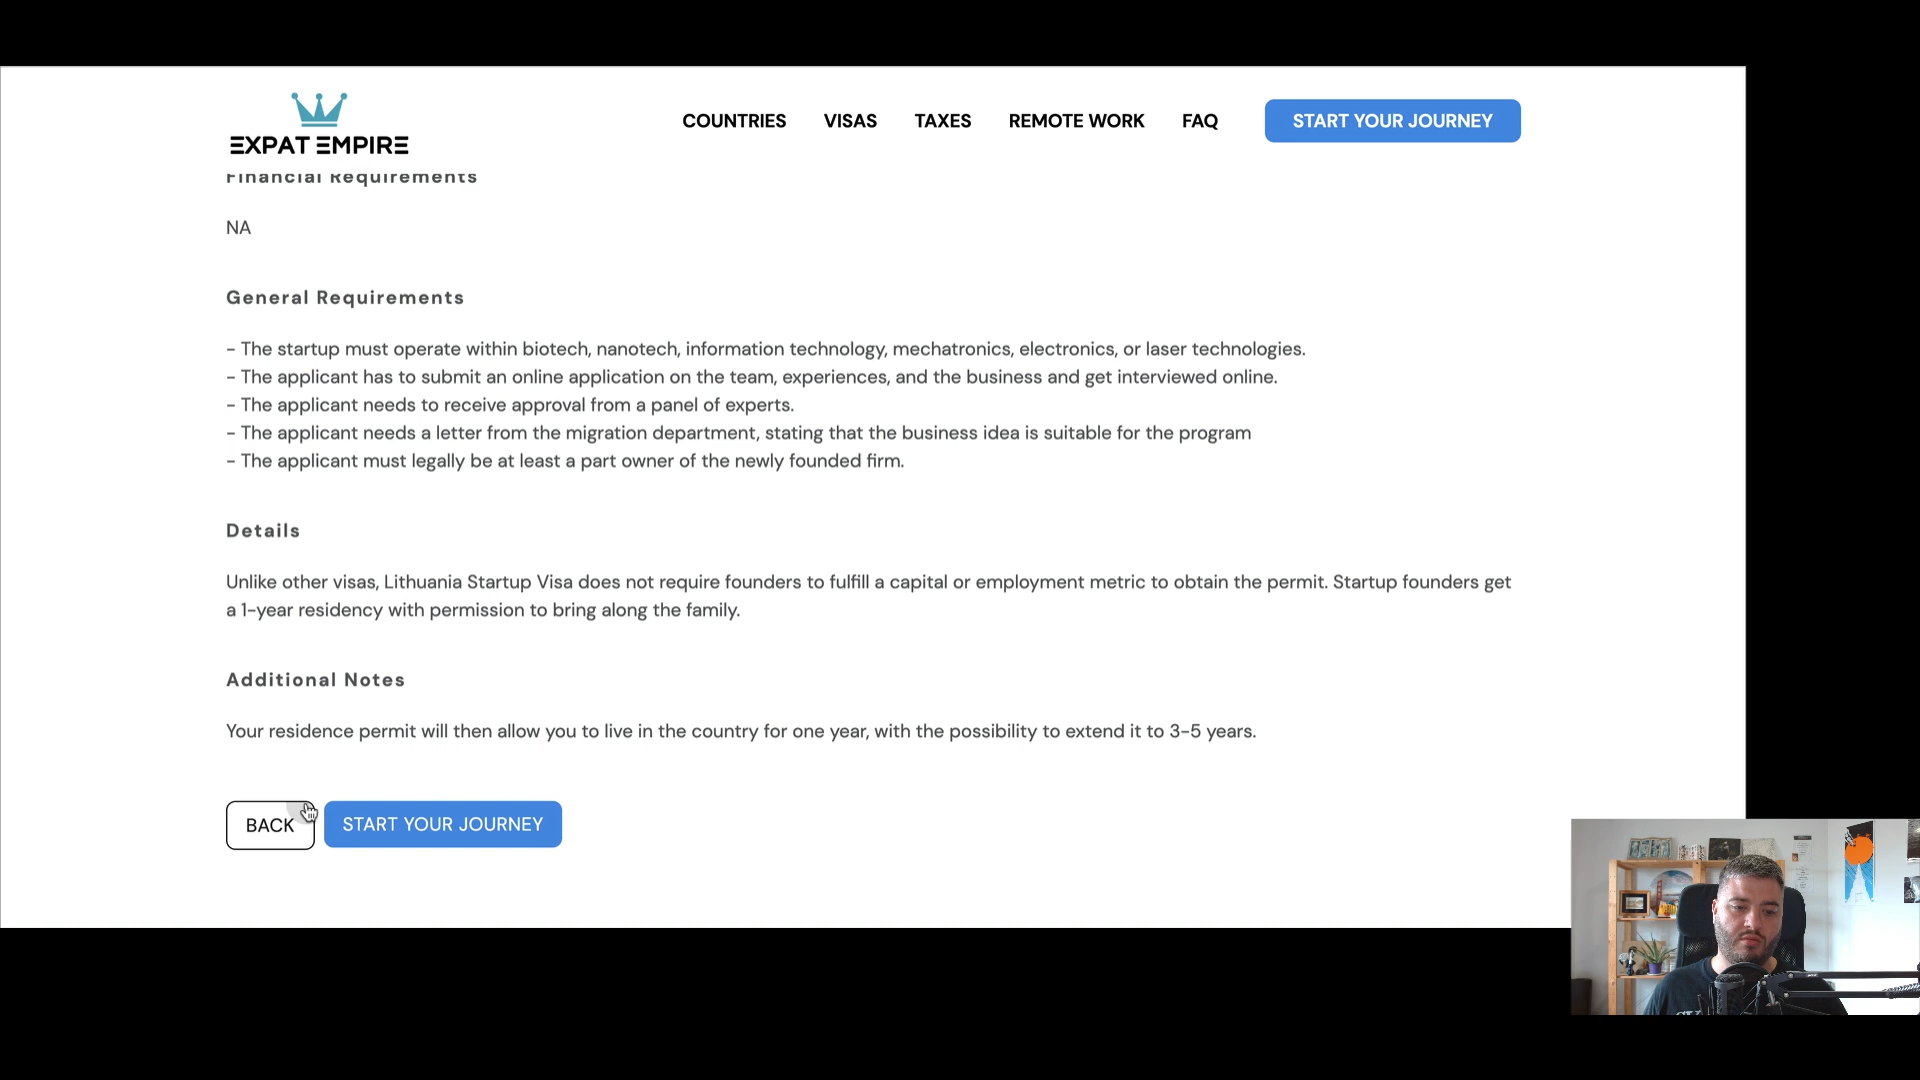 EXPAT EMPIRE
COUNTRIES VISAS TAXES REMOTE WORK FAQ START YOUR JOURNEY
Financial Requirements
NA
General Requirements
- The startup must operate within biotech, nanotech, information technology, mechatronics, electronics, or laser technologies.
- The applicant has to submit an online application on the team, experiences, and the business and get interviewed online.
- The applicant needs to receive approval from a panel of experts.
- The applicant needs a letter from the migration department, stating that the business idea is suitable for the program
- The applicant must legally be at least a part owner of the newly founded firm.
Details
Unlike other visas, Lithuania Startup Visa does not require founders to fulfill a capital or employment metric to obtain the permit. Startup founders get
a 1-year residency with permission to bring along the family.
Additional Notes
Your residence permit will then allow you to live in the country for one year, with the possibility to extend it to 3-5 years.
BACK START YOUR JOURNEY